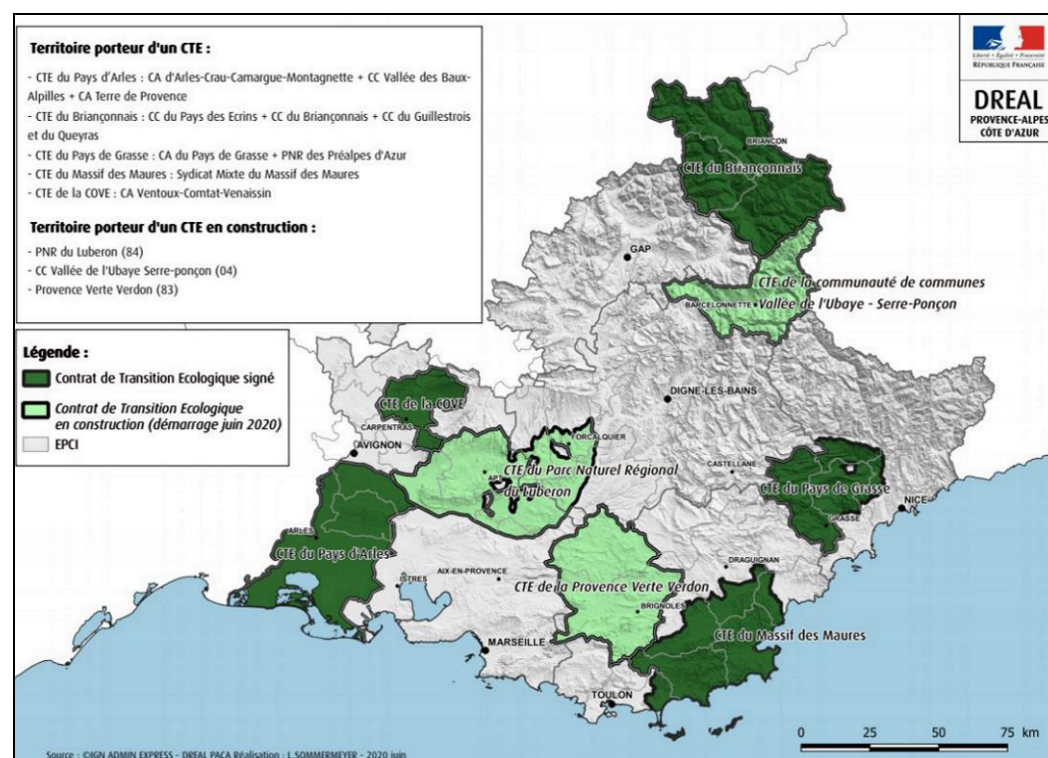 Territoire porteur d'un CTE :
- CTE du Pays d'Arles : CA d'Arles-Crau-Camargue-Montagnette + CC Vallée des Baux-
Alpilles + CA Terre de Provence
- CTE du Briançonnais : CC du Pays des Ecrins + CC du Briançonnais + CC du Guillestrois
et du Queyras
- CTE du Pays de Grasse : CA du Pays de Grasse + PNR des Préalpes d'Azur
- CTE du Massif des Maures : Sydicat Mixte du Massif des Maures
- CTE de la COVE : CA Ventoux-Comtat-Venaissin
Territoire porteur d'un CTE en construction :
- PNR du Luberon (84)
- CC Vallée de l'Ubaye Serre-ponçon (04)
- Provence Verte Verdon (83)
Légende :
Contrat de Transition Ecologique signé
Contrat de Transition Ecologique
en construction (démarrage juin 2020)
EPCI
Liberté • Égalité • Fraternité
RÉPUBLIQUE FRANÇAISE
DREAL
PROVENCE-ALPES
CÔTE D'AZUR
BRIANCON
CTE du Briançonnais
GAP
CTE de la communauté de communes
BARCELONNETTE
Vallée de l'Ubaye - Serre-Ponçon
DIGNE-LES-BAINS
CTE de la COVE
CARPENTRAS
AVIGNON
FORCALQUIER
CTE du Parc Naturel Régional
APT
du Luberon
CASTELLANE
CTE du Pays de Grasse
NICE
GRASSE
ARLES
CTE du Pays d'Arles
ISTRES
AIX-EN-PROVENCE
DRAGUIGNAN
CTE de la Provence Verte Verdon
BRIGNOLES
CTE du Massif des Maures
MARSEILLE
TOULON
0 25 50 75 km
Source : ©IGN ADMIN EXPRESS - DREAL PACA Réalisation : L.SOMMERMEYER - 2020 juin